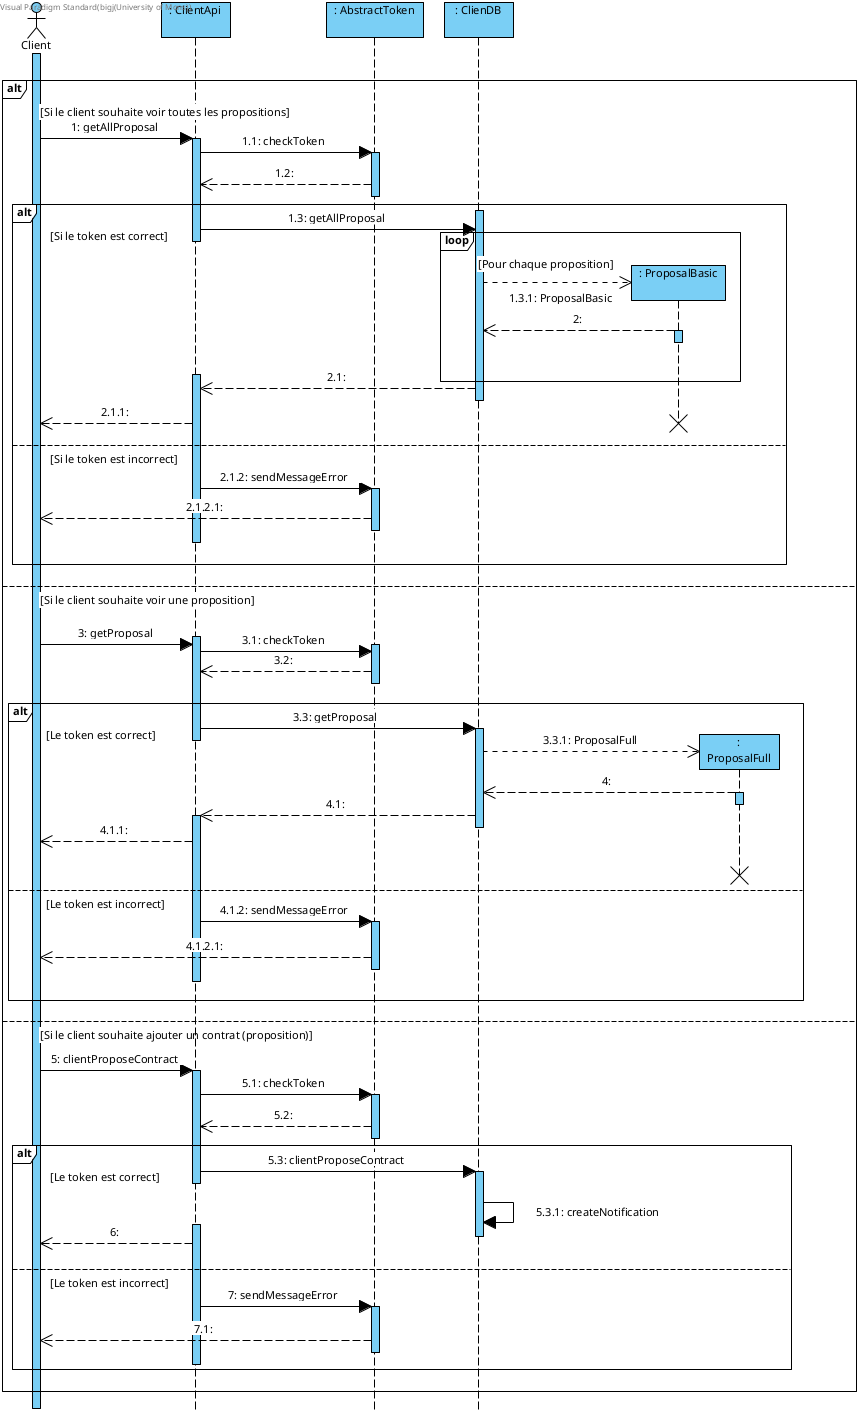 Visual Paradigm Standard(bigj(University of
Client
: ClientApi
: AbstractToken
: ClienDB
alt
[Si le client souhaite voir toutes les propositions]
1: getAllProposal
1.1: checkToken
1.2:
alt
1.3: getAllProposal
[Si le token est correct]
loop
[Pour chaque proposition]
: ProposalBasic
1.3.1: ProposalBasic
2:
2.1:
2.1.1:
[Si le token est incorrect]
2.1.2: sendMessageError
2.1.2.1:
[Si le client souhaite voir une proposition]
3: getProposal
3.1: checkToken
3.2:
alt
3.3: getProposal
[Le token est correct]
3.3.1: ProposalFull
:
ProposalFull
4:
4.1:
4.1.1:
[Le token est incorrect]
4.1.2: sendMessageError
4.1.2.1:
[Si le client souhaite ajouter un contrat (proposition)]
5: clientProposeContract
5.1: checkToken
5.2:
alt
5.3: clientProposeContract
[Le token est correct]
5.3.1: createNotification
6:
[Le token est incorrect]
7: sendMessageError
7.1: